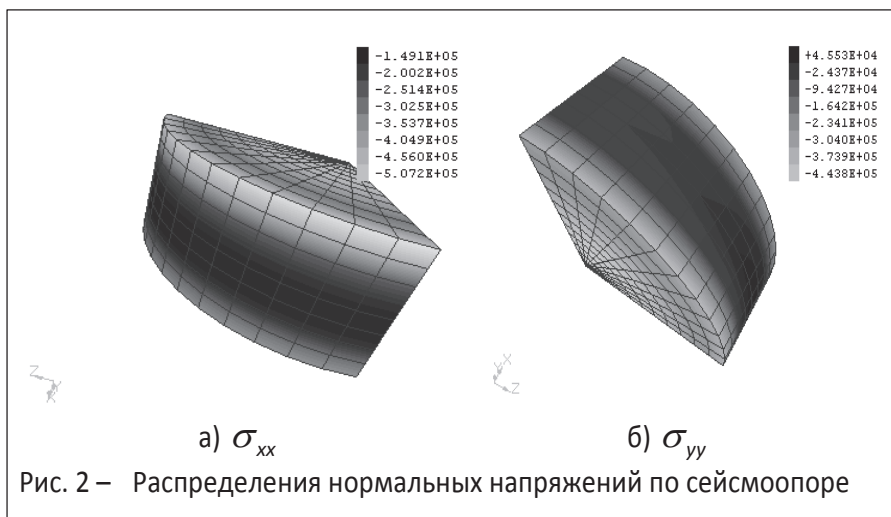 -1.491E+05
-2.002E+05
-2.514E+05
-3.025E+05
-3.537E+05
-4.049E+05
-4.560E+05
-5.072E+05
+4.553E+04
-2.437E+04
-9.427E+04
-1.642E+05
-2.341E+05
-3.040E+05
-3.739E+05
-4.438E+05
Z
X
Z
а) σxx
б) σyy
Рис. 2 – Распределения нормальных напряжений по сейсмоопоре